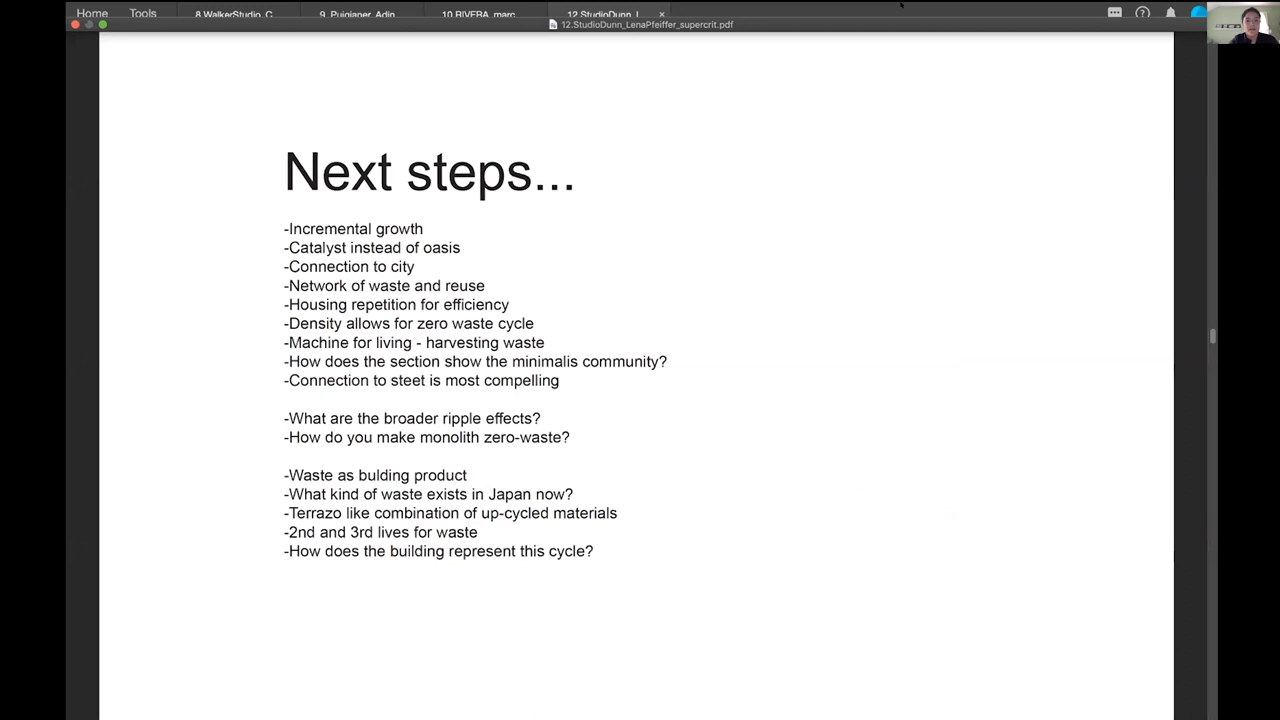 Home
Tools
8.WalkerStudio_C...
9. Puigjaner_Adin...
10.RIVERA_marc...
12.StudioDunn_L...
12.StudioDunn_LenaPfeiffer_supercrit.pdf
Next steps...
-Incremental growth
-Catalyst instead of oasis
-Connection to city
-Network of waste and reuse
-Housing repetition for efficiency
-Density allows for zero waste cycle
-Machine for living - harvesting waste
-How does the section show the minimalis community?
-Connection to steet is most compelling
-What are the broader ripple effects?
-How do you make monolith zero-waste?
-Waste as bulding product
-What kind of waste exists in Japan now?
-Terrazo like combination of up-cycled materials
-2nd and 3rd lives for waste
-How does the building represent this cycle?